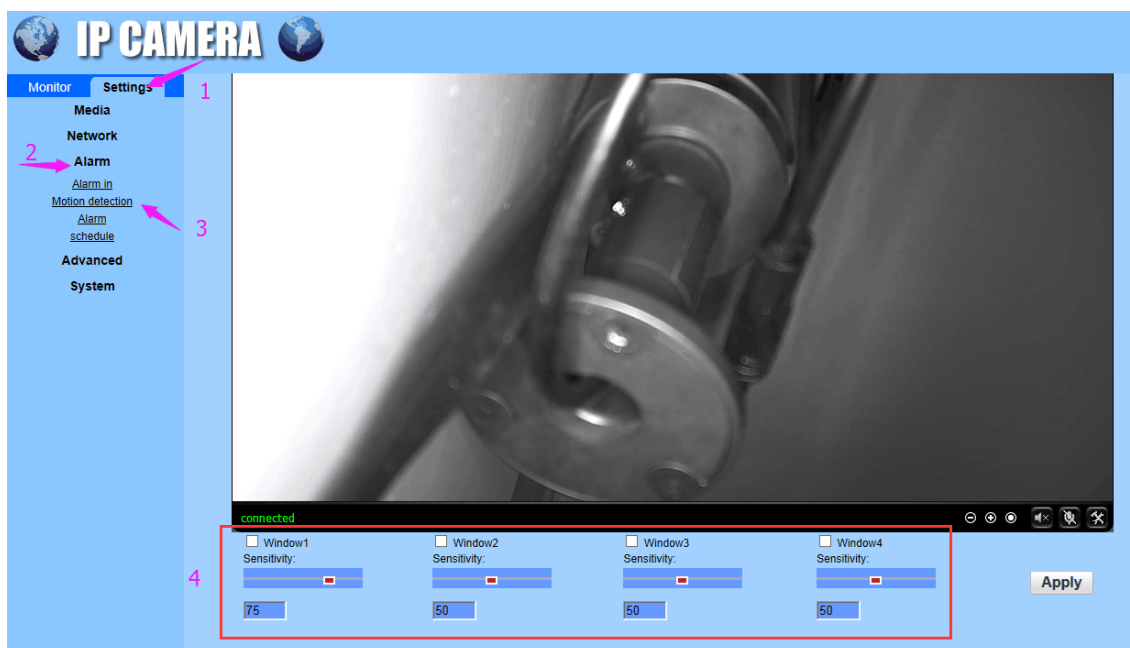 IP CAMERA
Monitor Settings
1
Media
Network
2
Alarm
Alarm in
Motion detection
3
Alarm
schedule
Advanced
System
connected
4
Window1 Window2 Window3 Window4
Sensitivity: Sensitivity: Sensitivity: Sensitivity:
75 50 50 50
Apply